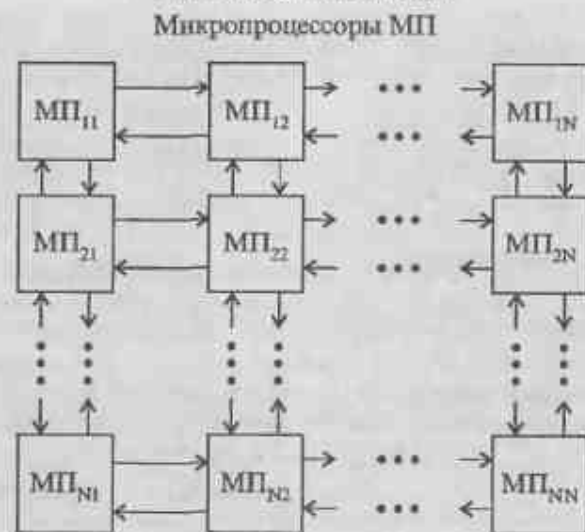 Микропроцессоры МП
МП₁₁ МП₁₂ МП₁N
МП₂₁ МП₂₂ МП₂N
МПN₁ МПN₂ МПNN